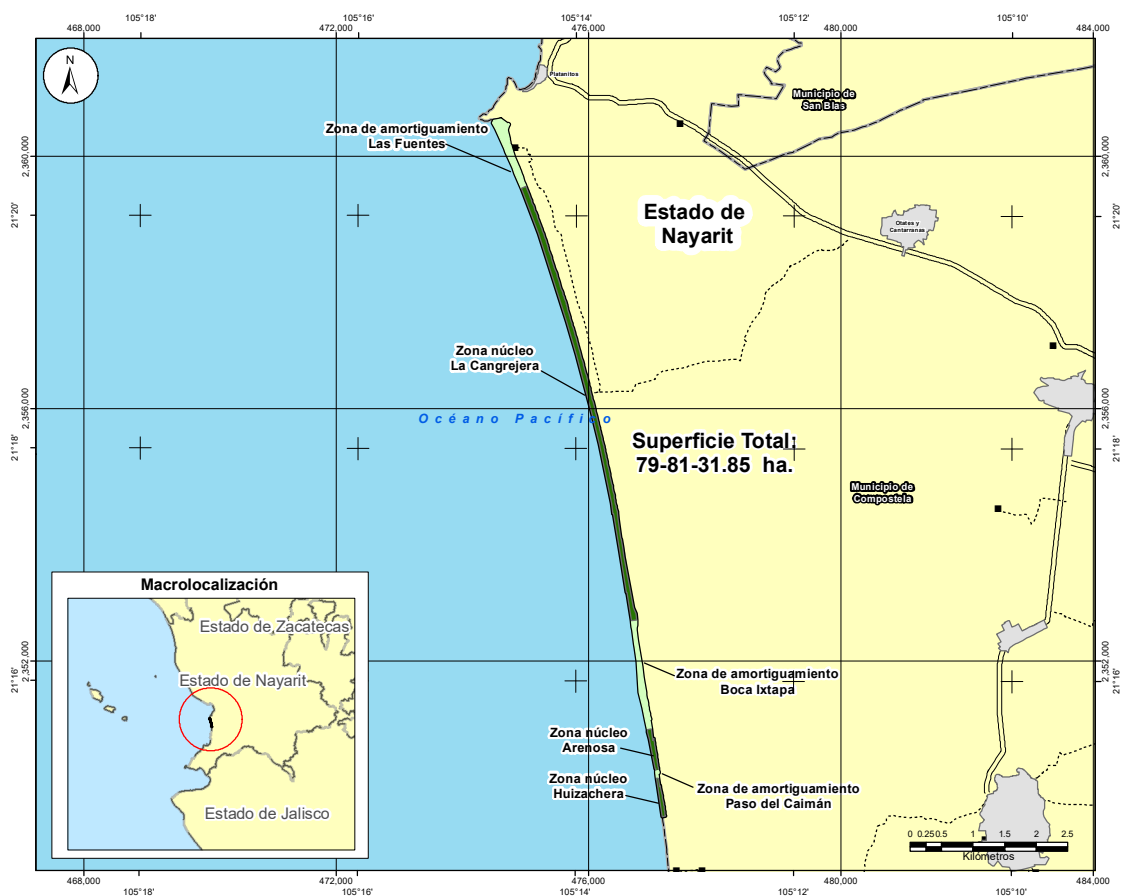 105°18' 105°16' 105°14' 105°12' 105°10'
468,000 472,000 476,000 480,000 484,000
N
Platanitos
Municipio de
San Blas
Zona de amortiguamiento
Las Fuentes
2,360,000 2,360,000
Estado de
Nayarit
21°20' 21°20'
Otates y
Cantarranas
Zona núcleo
La Cangrejera
2,356,000 2,356,000
Océano Pacífico
21°18' 21°18'
Superficie Total:
79-81-31.85 ha.
Municipio de
Compostela
Macrolocalización
Estado de Zacatecas
Estado de Nayarit
Estado de Jalisco
2,352,000 2,352,000
21°16' 21°16'
Zona de amortiguamiento
Boca Ixtapa
Zona núcleo
Arenosa
Zona núcleo
Huizachera
Zona de amortiguamiento
Paso del Caimán
0 0.25 0.5 1 1.5 2 2.5
Kilómetros
468,000 472,000 476,000 480,000 484,000
105°18' 105°16' 105°14' 105°12' 105°10'